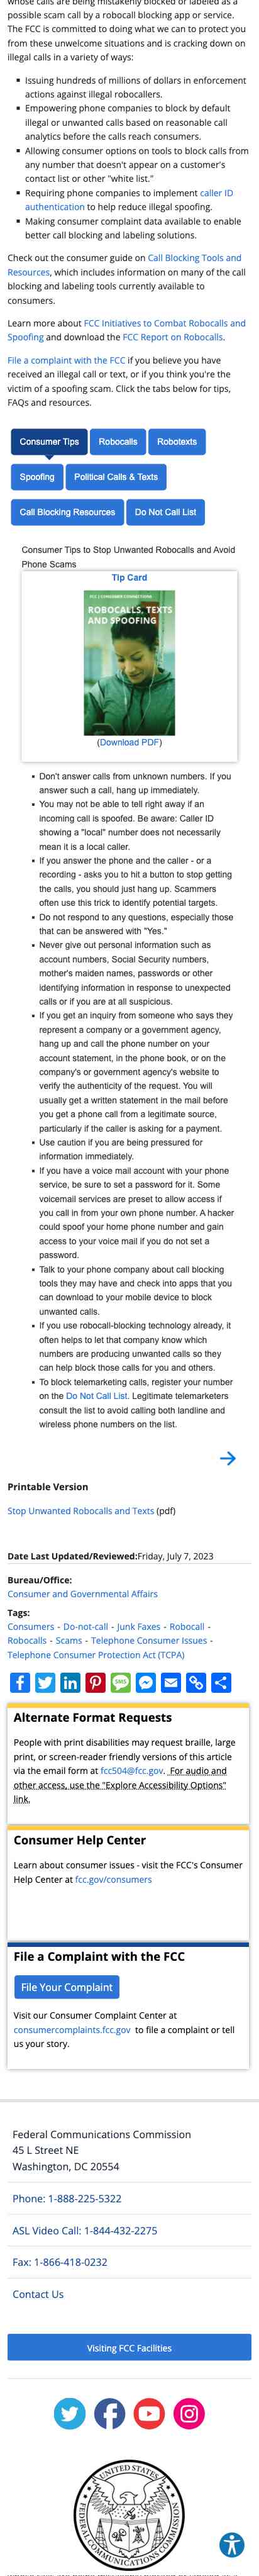 whose calls are being mistakenly blocked or labeled as a
possible scam call by a robocall blocking app or service.
The FCC is committed to doing what we can to protect you
from these unwelcome situations and is cracking down on
illegal calls in a variety of ways:
Issuing hundreds of millions of dollars in enforcement
actions against illegal robocallers.
Empowering phone companies to block by default
illegal or unwanted calls based on reasonable call
analytics before the calls reach consumers.
Allowing consumer options on tools to block calls from
any number that doesn't appear on a customer's
contact list or other "white list."
Requiring phone companies to implement caller ID
authentication to help reduce illegal spoofing.
Making consumer complaint data available to enable
better call blocking and labeling solutions.
Check out the consumer guide on Call Blocking Tools and
Resources, which includes information on many of the call
blocking and labeling tools currently available to
consumers.
Learn more about FCC Initiatives to Combat Robocalls and
Spoofing and download the FCC Report on Robocalls.
File a complaint with the FCC if you believe you have
received an illegal call or text, or if you think you're the
victim of a spoofing scam. Click the tabs below for tips,
FAQs and resources.
Consumer Tips Robocalls Robotexts
Spoofing Political Calls & Texts
Call Blocking Resources Do Not Call List
Consumer Tips to Stop Unwanted Robocalls and Avoid
Phone Scams
Tip Card
ROBOCALLS, TEXTS
AND SPOOFING
(Download PDF)
Don't answer calls from unknown numbers. If you
answer such a call, hang up immediately.
You may not be able to tell right away if an
incoming call is spoofed. Be aware: Caller ID
showing a "local" number does not necessarily
mean it is a local caller.
If you answer the phone and the caller - or a
recording - asks you to hit a button to stop getting
the calls, you should just hang up. Scammers
often use this trick to identify potential targets.
Do not respond to any questions, especially those
that can be answered with "Yes."
Never give out personal information such as
account numbers, Social Security numbers,
mother's maiden names, passwords or other
identifying information in response to unexpected
calls or if you are at all suspicious.
If you get an inquiry from someone who says they
represent a company or a government agency,
hang up and call the phone number on your
account statement, in the phone book, or on the
company's or government agency's website to
verify the authenticity of the request. You will
usually get a written statement in the mail before
you get a phone call from a legitimate source,
particularly if the caller is asking for a payment.
Use caution if you are being pressured for
information immediately.
If you have a voice mail account with your phone
service, be sure to set a password for it. Some
voicemail services are preset to allow access if
you call in from your own phone number. A hacker
could spoof your home phone number and gain
access to your voice mail if you do not set a
password.
Talk to your phone company about call blocking
tools they may have and check into apps that you
can download to your mobile device to block
unwanted calls.
If you use robocall-blocking technology already, it
often helps to let that company know which
numbers are producing unwanted calls so they
can help block those calls for you and others.
To block telemarketing calls, register your number
on the Do Not Call List. Legitimate telemarketers
consult the list to avoid calling both landline and
wireless phone numbers on the list.
Printable Version
Stop Unwanted Robocalls and Texts (pdf)
Date Last Updated/Reviewed:Friday, July 7, 2023
Bureau/Office:
Consumer and Governmental Affairs
Tags:
Consumers - Do-not-call - Junk Faxes - Robocall -
Robocalls - Scams - Telephone Consumer Issues -
Telephone Consumer Protection Act (TCPA)
SMS
Alternate Format Requests
People with print disabilities may request braille, large
print, or screen-reader friendly versions of this article
via the email form at fcc504@fcc.gov. For audio and
other access, use the "Explore Accessibility Options"
link.
Consumer Help Center
Learn about consumer issues - visit the FCC's Consumer
Help Center at fcc.gov/consumers
File a Complaint with the FCC
File Your Complaint
Visit our Consumer Complaint Center at
consumercomplaints.fcc.gov to file a complaint or tell
us your story.
Federal Communications Commission
45 L Street NE
Washington, DC 20554
Phone: 1-888-225-5322
ASL Video Call: 1-844-432-2275
Fax: 1-866-418-0232
Contact Us
Visiting FCC Facilities
UNITED STATES
FEDERAL COMMUNICATIONS COMMISSION